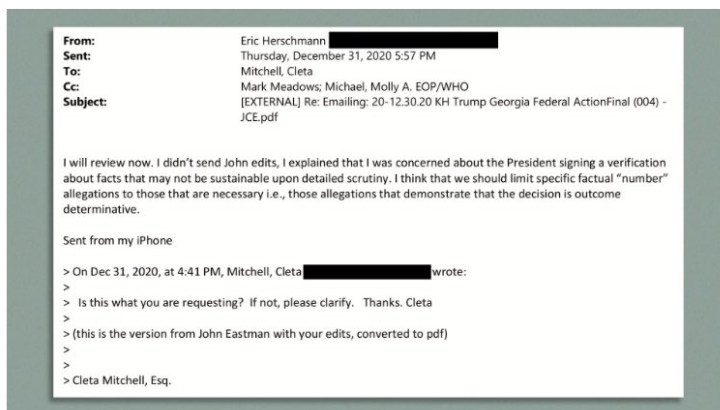 From: Eric Herschmann
Sent: Thursday, December 31, 2020 5:57 PM
To: Mitchell, Cleta
Cc: Mark Meadows; Michael, Molly A. EOP/WHO
Subject: [EXTERNAL] Re: Emailing: 20-12.30.20 KH Trump Georgia Federal ActionFinal (004) -
JCE.pdf
I will review now. I didn't send John edits, I explained that I was concerned about the President signing a verification
about facts that may not be sustainable upon detailed scrutiny. I think that we should limit specific factual "number"
allegations to those that are necessary i.e., those allegations that demonstrate that the decision is outcome
determinative.
Sent from my iPhone
> On Dec 31, 2020, at 4:41 PM, Mitchell, Cleta wrote:
>
> Is this what you are requesting? If not, please clarify. Thanks. Cleta
>
> (this is the version from John Eastman with your edits, converted to pdf)
>
>
> Cleta Mitchell, Esq.